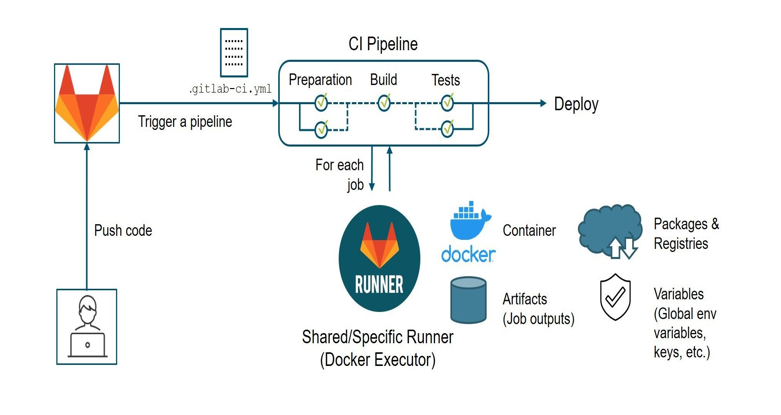 CI Pipeline
.gitlab-ci.yml
Preparation
Build
Tests
Trigger a pipeline
Deploy
For each
job
Push code
RUNNER
docker
Container
Packages &
Registries
Artifacts
(Job outputs)
Variables
(Global env
variables,
keys, etc.)
Shared/Specific Runner
(Docker Executor)